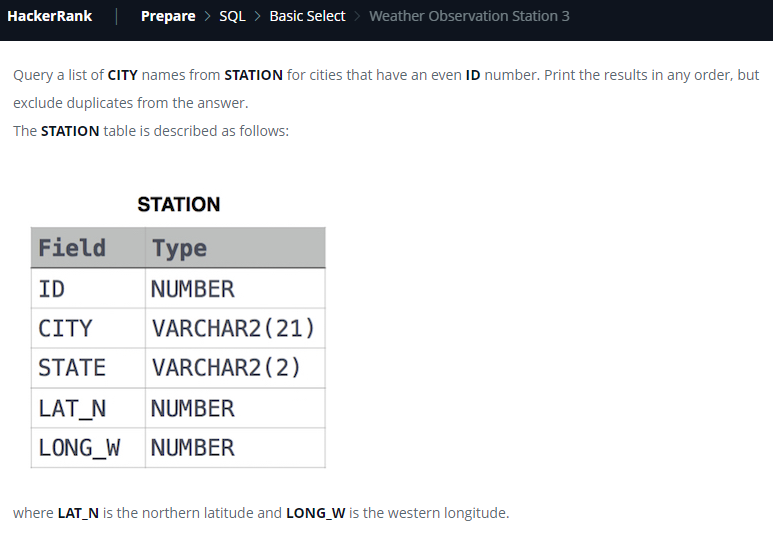 HackerRank | Prepare > SQL > Basic Select > Weather Observation Station 3
Query a list of CITY names from STATION for cities that have an even ID number. Print the results in any order, but
exclude duplicates from the answer.
The STATION table is described as follows:
STATION
Field Type
ID NUMBER
CITY VARCHAR2(21)
STATE VARCHAR2(2)
LAT_N NUMBER
LONG_W NUMBER
where LAT_N is the northern latitude and LONG_W is the western longitude.